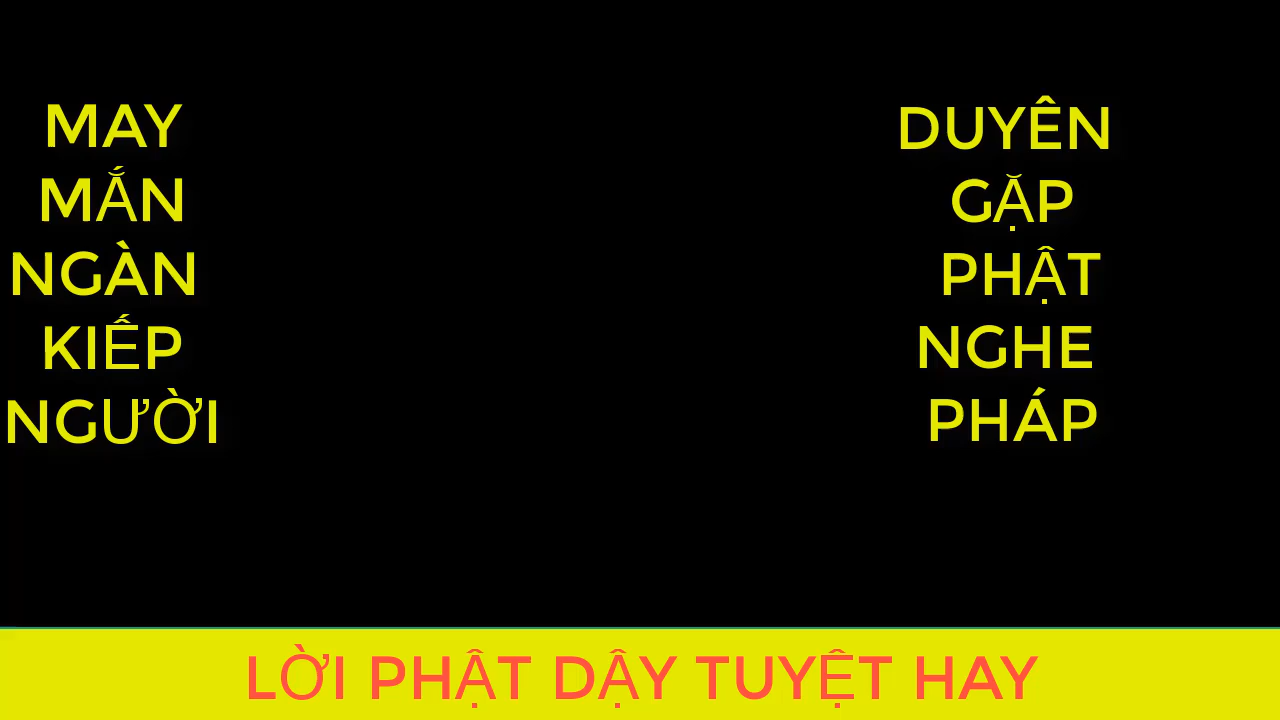 MAY
MẮN
NGÀN
KIẾP
NGƯỜI
DUYÊN
GẶP
PHẬT
NGHE
PHÁP
LỜI PHẬT DẬY TUYỆT HAY